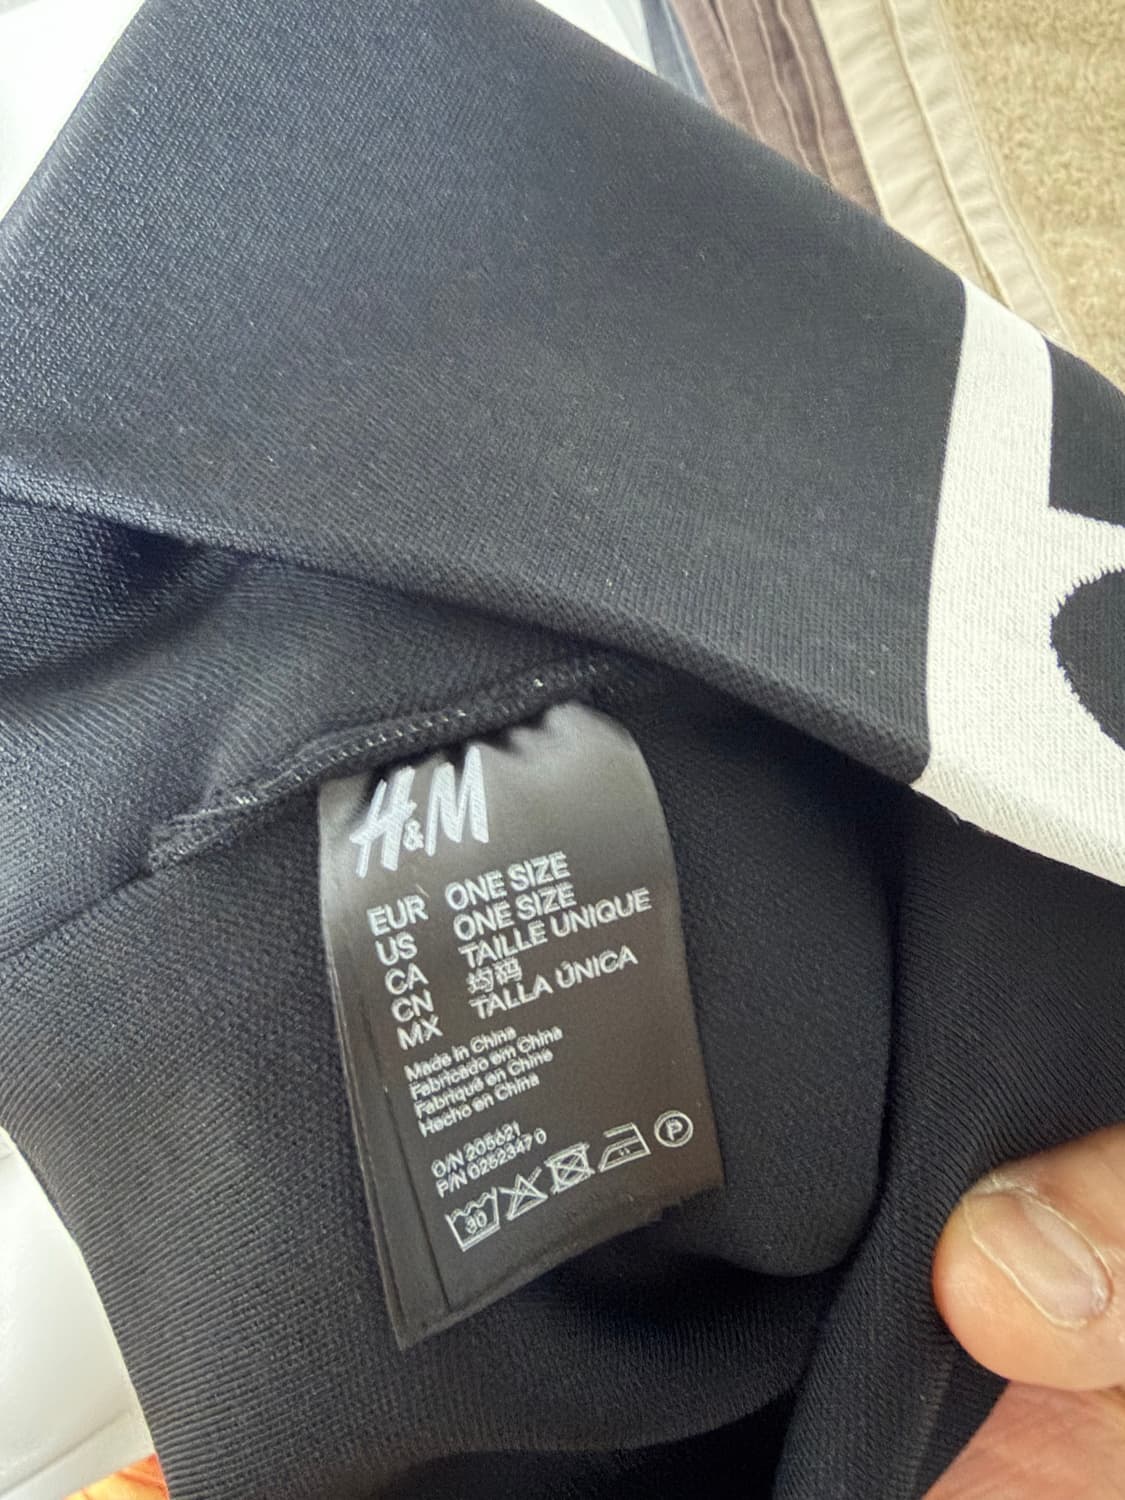 H&M
EUR ONE SIZE
US ONE SIZE
CA TAILLE UNIQUE
CN 均码
MX TALLA ÚNICA
Made in China
Fabricado em China
Fabriqué en Chine
Hecho en China
O/N 205621
P/N 0252347 0
30 P